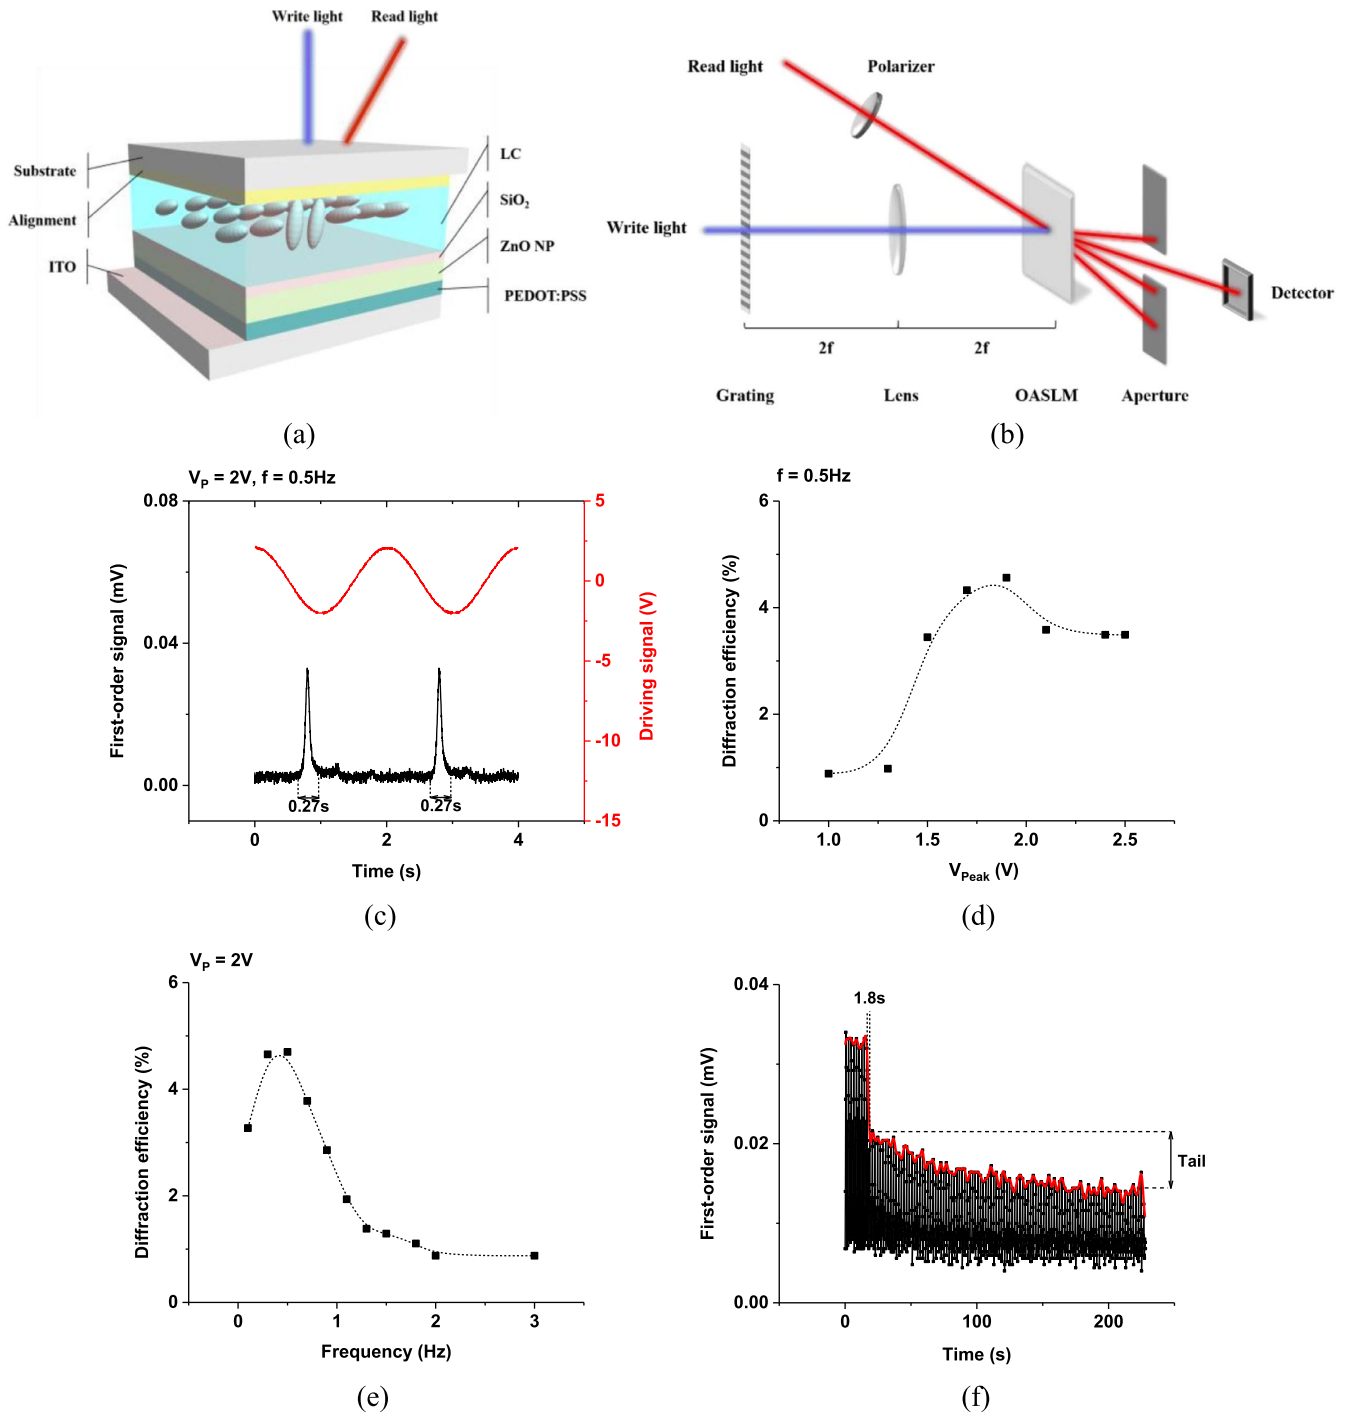 Write light
Read light
Substrate
Alignment
ITO
LC
SiO2
ZnO NP
PEDOT:PSS
(a)
Read light
Polarizer
Write light
Detector
2f
2f
Grating
Lens
OASLM
Aperture
(b)
VP = 2V, f = 0.5Hz
0.08
0.04
0.00
First-order signal (mV)
5
0
-5
-10
-15
Driving signal (V)
0.27s
0.27s
0
2
4
Time (s)
(c)
f = 0.5Hz
6
4
2
0
Diffraction efficiency (%)
1.0
1.5
2.0
2.5
VPeak (V)
(d)
VP = 2V
6
4
2
0
Diffraction efficiency (%)
0
1
2
3
Frequency (Hz)
(e)
0.04
0.02
0.00
First-order signal (mV)
1.8s
Tail
0
100
200
Time (s)
(f)